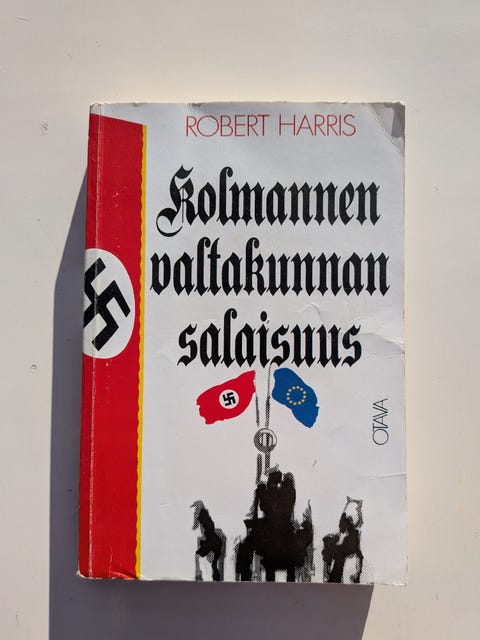 ROBERT HARRIS
Kolmannen
valtakunnan
salaisuus
OTAVA